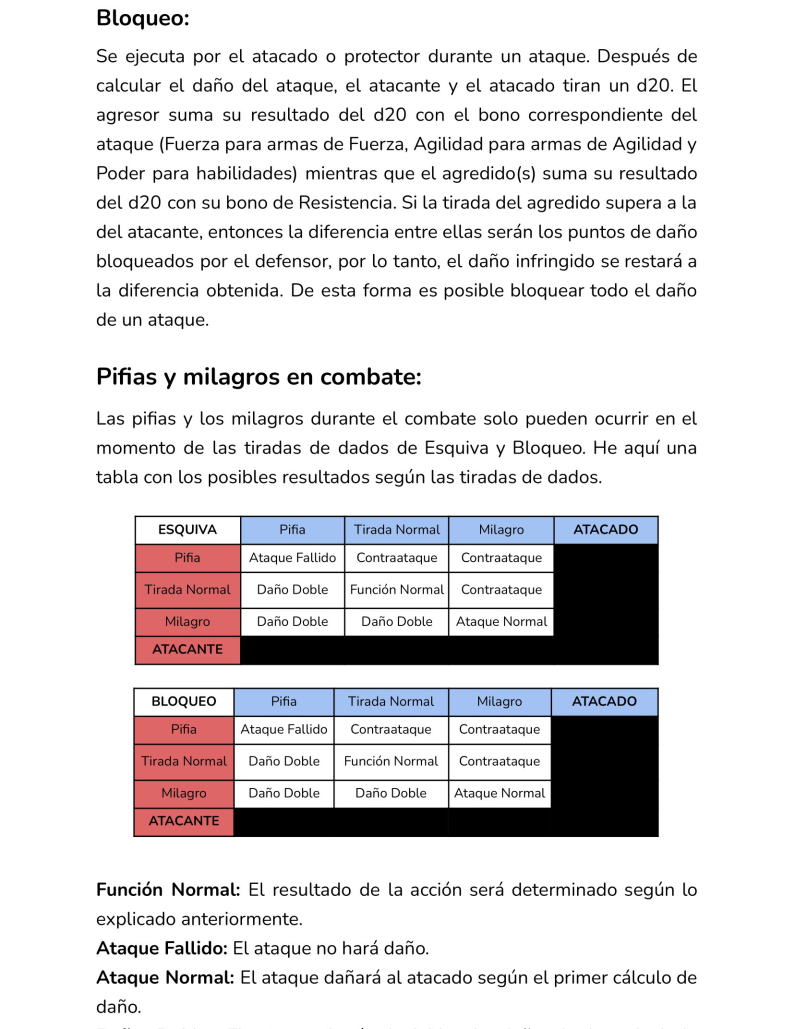 Bloqueo:
Se ejecuta por el atacado o protector durante un ataque. Después de
calcular el daño del ataque, el atacante y el atacado tiran un d20. El
agresor suma su resultado del d20 con el bono correspondiente del
ataque (Fuerza para armas de Fuerza, Agilidad para armas de Agilidad y
Poder para habilidades) mientras que el agredido(s) suma su resultado
del d20 con su bono de Resistencia. Si la tirada del agredido supera a la
del atacante, entonces la diferencia entre ellas serán los puntos de daño
bloqueados por el defensor, por lo tanto, el daño infringido se restará a
la diferencia obtenida. De esta forma es posible bloquear todo el daño
de un ataque.
Pifias y milagros en combate:
Las pifias y los milagros durante el combate solo pueden ocurrir en el
momento de las tiradas de dados de Esquiva y Bloqueo. He aquí una
tabla con los posibles resultados según las tiradas de dados.
ESQUIVA Pifia Tirada Normal Milagro ATACADO
Pifia Ataque Fallido Contraataque Contraataque
Tirada Normal Daño Doble Función Normal Contraataque
Milagro Daño Doble Daño Doble Ataque Normal
ATACANTE
BLOQUEO Pifia Tirada Normal Milagro ATACADO
Pifia Ataque Fallido Contraataque Contraataque
Tirada Normal Daño Doble Función Normal Contraataque
Milagro Daño Doble Daño Doble Ataque Normal
ATACANTE
Función Normal: El resultado de la acción será determinado según lo
explicado anteriormente.
Ataque Fallido: El ataque no hará daño.
Ataque Normal: El ataque dañará al atacado según el primer cálculo de
daño.